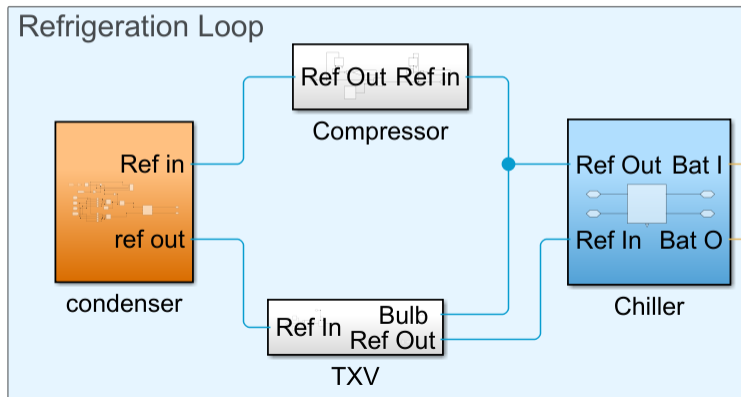 Refrigeration Loop
Ref Out Ref in
Compressor
Ref in
ref out
condenser
Ref Out Bat I
Ref In Bat O
Chiller
Ref In
Bulb
Ref Out
TXV